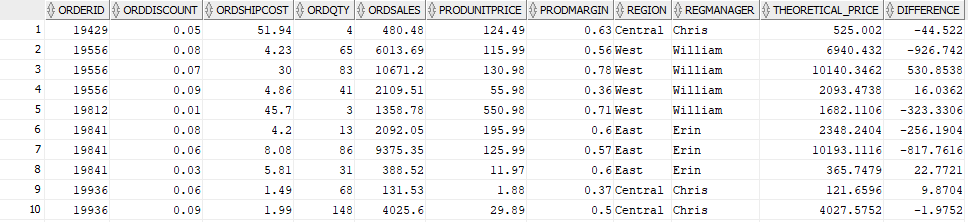 ORDERID ORDDISCOUNT ORDSHIPCOST ORDQTY ORDSALES PRODUNITPRICE PRODMARGIN REGION REGMANAGER THEORETICAL_PRICE DIFFERENCE
1 19429 0.05 51.94 4 480.48 124.49 0.63 Central Chris 525.002 -44.522
2 19556 0.08 4.23 65 6013.69 115.99 0.56 West William 6940.432 -926.742
3 19556 0.07 30 83 10671.2 130.98 0.78 West William 10140.3462 530.8538
4 19556 0.09 4.86 41 2109.51 55.98 0.36 West William 2093.4738 16.0362
5 19812 0.01 45.7 3 1358.78 550.98 0.71 West William 1682.1106 -323.3306
6 19841 0.08 4.2 13 2092.05 195.99 0.6 East Erin 2348.2404 -256.1904
7 19841 0.06 8.08 86 9375.35 125.99 0.57 East Erin 10193.1116 -817.7616
8 19841 0.03 5.81 31 388.52 11.97 0.6 East Erin 365.7479 22.7721
9 19936 0.06 1.49 68 131.53 1.88 0.37 Central Chris 121.6596 9.8704
10 19936 0.09 1.99 148 4025.6 29.89 0.5 Central Chris 4027.5752 -1.9752